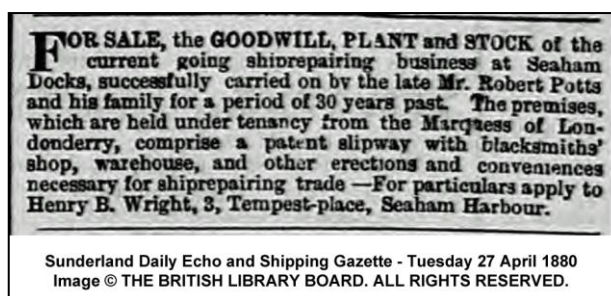 FOR SALE, the GOODWILL, PLANT and STOCK of the
current going shiprepairing business at Seaham
Docks, successfully carried on by the late Mr. Robert Potts
and his family for a period of 30 years past. The premises,
which are held under tenancy from the Marquess of Lon-
donderry, comprise a patent slipway with blacksmiths'
shop, warehouse, and other erections and conveniences
necessary for shiprepairing trade —For particulars apply to
Henry B. Wright, 3, Tempest-place, Seaham Harbour.
Sunderland Daily Echo and Shipping Gazette - Tuesday 27 April 1880
Image © THE BRITISH LIBRARY BOARD. ALL RIGHTS RESERVED.